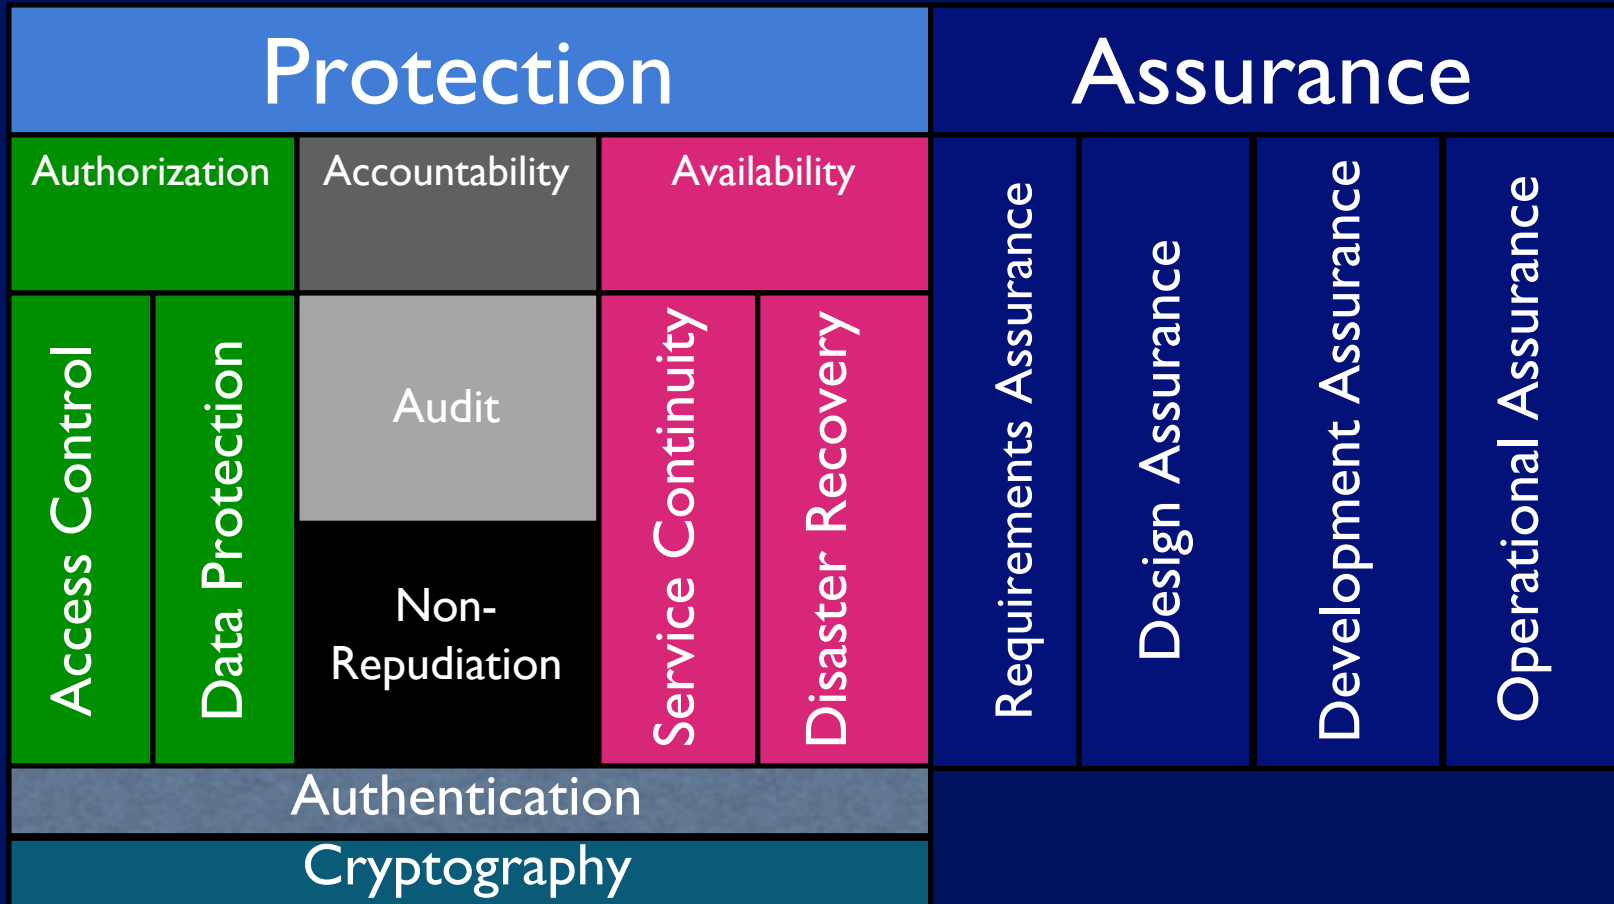 Protection
Assurance
Authorization
Accountability
Availability
Access Control
Data Protection
Audit
Non-
Repudiation
Service Continuity
Disaster Recovery
Requirements Assurance
Design Assurance
Development Assurance
Operational Assurance
Authentication
Cryptography